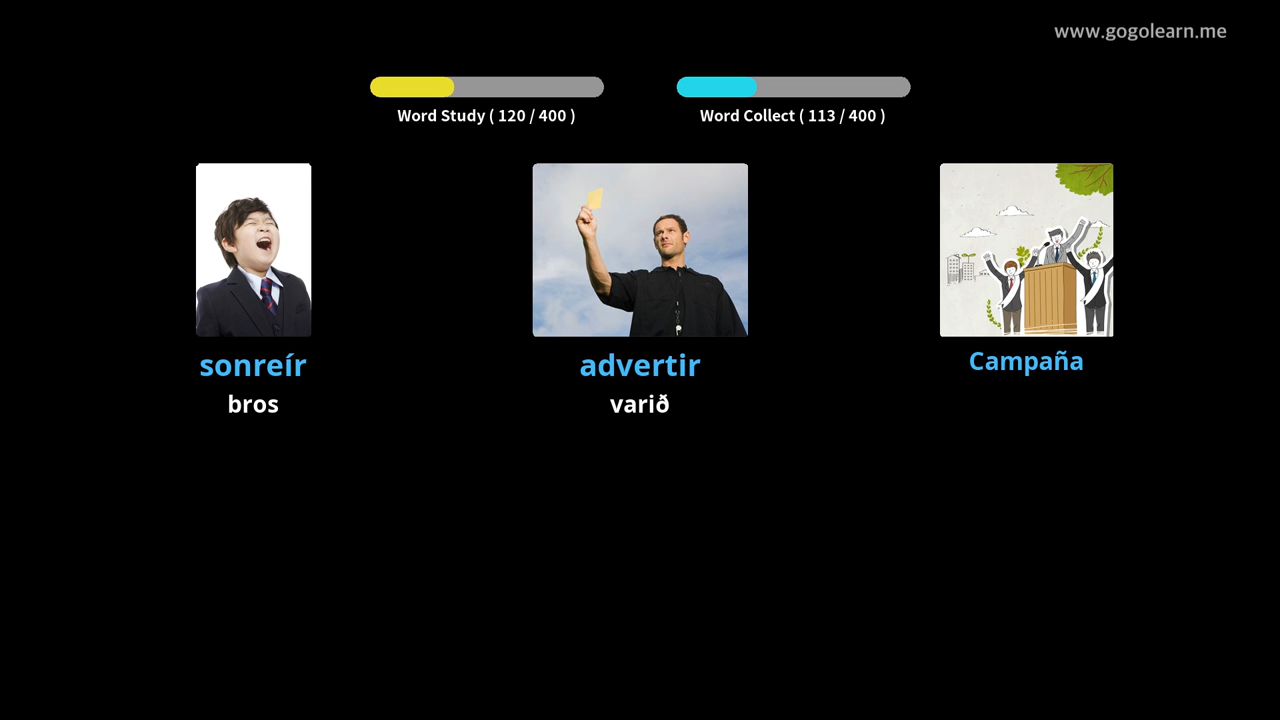 www.gogolearn.me
Word Study ( 120 / 400 )
Word Collect ( 113 / 400 )
sonreír
bros
advertir
varið
Campaña